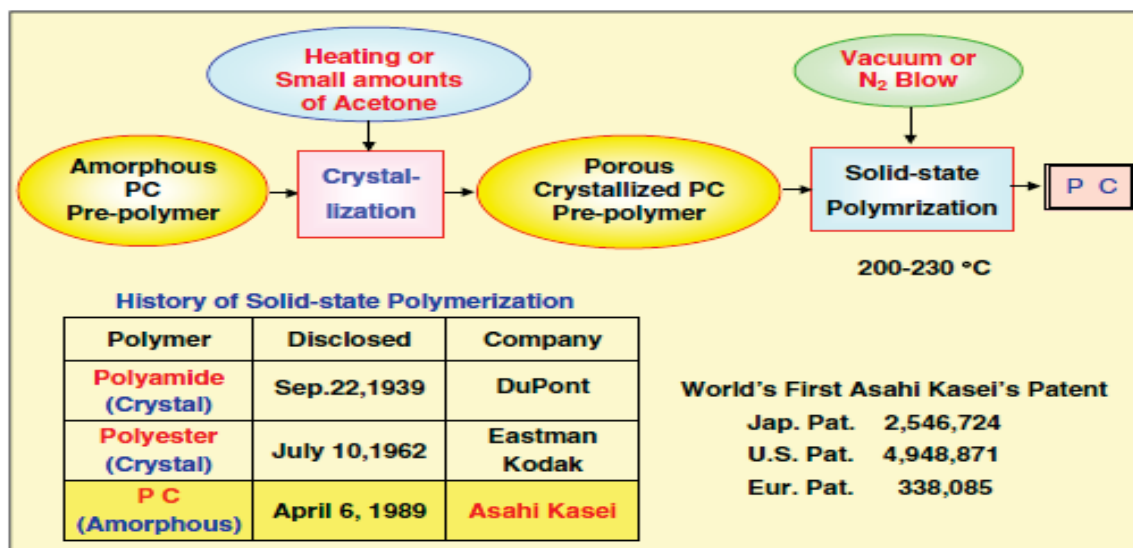 Heating or
Small amounts
of Acetone
Vacuum or
N₂ Blow
Amorphous
PC
Pre-polymer
Crystal-
lization
Porous
Crystallized PC
Pre-polymer
Solid-state
Polymrization
P C
200-230 °C
History of Solid-state Polymerization
Polymer Disclosed Company
Polyamide
(Crystal)
Sep.22,1939
DuPont
Polyester
(Crystal)
July 10,1962
Eastman
Kodak
P C
(Amorphous)
April 6, 1989
Asahi Kasei
World's First Asahi Kasei's Patent
Jap. Pat. 2,546,724
U.S. Pat. 4,948,871
Eur. Pat. 338,085